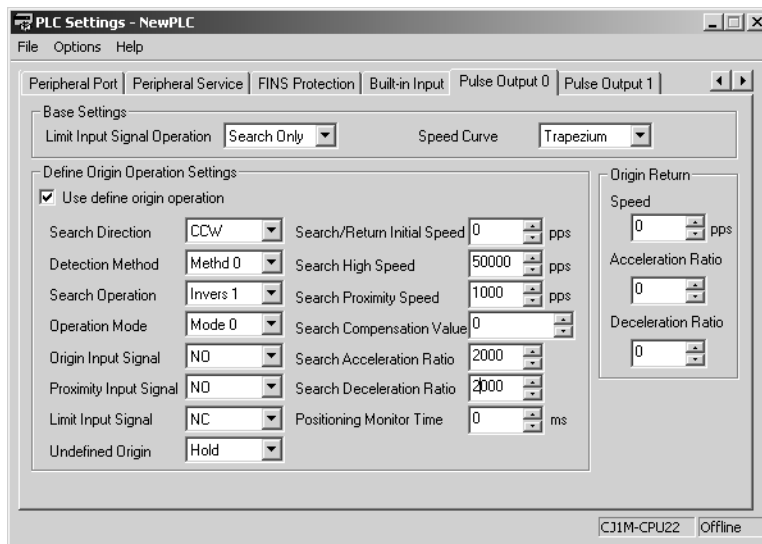 PLC Settings - NewPLC
File Options Help
Peripheral Port Peripheral Service FINS Protection Built-in Input Pulse Output 0 Pulse Output 1
Base Settings
Limit Input Signal Operation Search Only Speed Curve Trapezium
Define Origin Operation Settings
Use define origin operation
Search Direction CCW Search/Return Initial Speed 0 pps
Detection Method Methd 0 Search High Speed 50000 pps
Search Operation Invers 1 Search Proximity Speed 1000 pps
Operation Mode Mode 0 Search Compensation Value 0
Origin Input Signal NO Search Acceleration Ratio 2000
Proximity Input Signal NO Search Deceleration Ratio 2000
Limit Input Signal NC Positioning Monitor Time 0 ms
Undefined Origin Hold
Origin Return
Speed
0 pps
Acceleration Ratio
0
Deceleration Ratio
0
CJ1M-CPU22 Offline